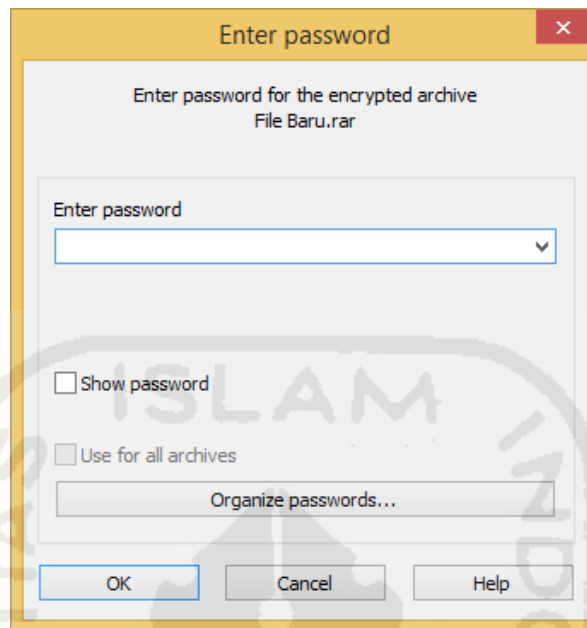 Enter password
Enter password for the encrypted archive
File Baru.rar
Enter password
Show password
ISLAM
Use for all archives
Organize passwords...
OK
Cancel
Help